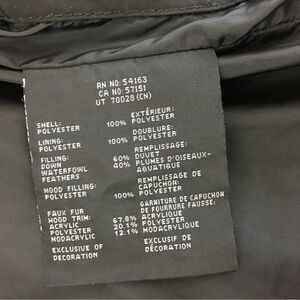 RN NO: 54163
CA NO: 57151
UT 70028 (CN)
SHELL: EXTÉRIEUR:
POLYESTER 100% POLYESTER
LINING: DOUBLURE:
POLYESTER 100% POLYESTER
FILLING: REMPLISSAGE:
DOWN 60% DUVET
WATERFOWL 40% PLUMES D'OISEAUX-
FEATHERS AQUATIQUE
HOOD FILLING: REMPLISSAGE DE
CAPUCHON:
POLYESTER 100% POLYESTER
FAUX FUR GARNITURE DE CAPUCHON
HOOD TRIM: DE FOURRURE FAUSSE:
ACRYLIC 67.8% ACRYLIQUE
POLYESTER 20.1% POLYESTER
MODACRYLIC 12.1% MODACRYLIC
EXCLUSIVE OF EXCLUSIF DE
DECORATION DÉCORATION